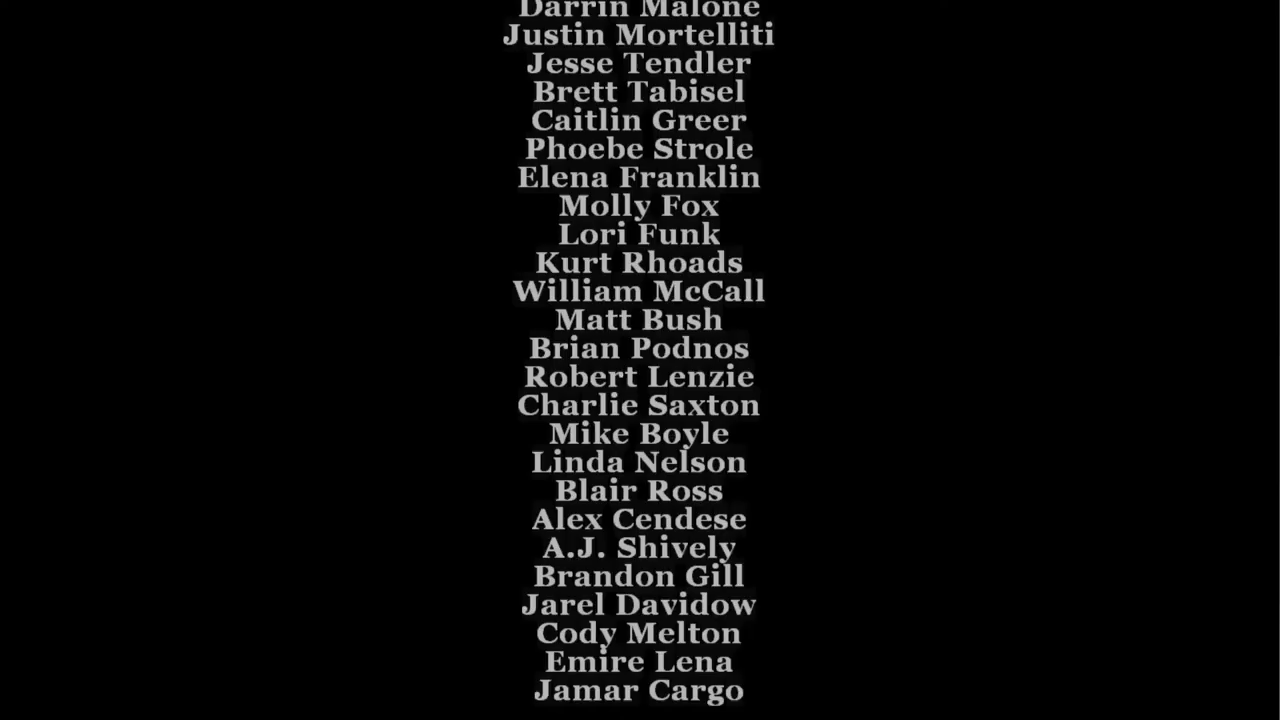 Darrin Malone
Justin Mortelliti
Jesse Tendler
Brett Tabisel
Caitlin Greer
Phoebe Strole
Elena Franklin
Molly Fox
Lori Funk
Kurt Rhoads
William McCall
Matt Bush
Brian Podnos
Robert Lenzie
Charlie Saxton
Mike Boyle
Linda Nelson
Blair Ross
Alex Cendese
A.J. Shively
Brandon Gill
Jarel Davidow
Cody Melton
Emire Lena
Jamar Cargo